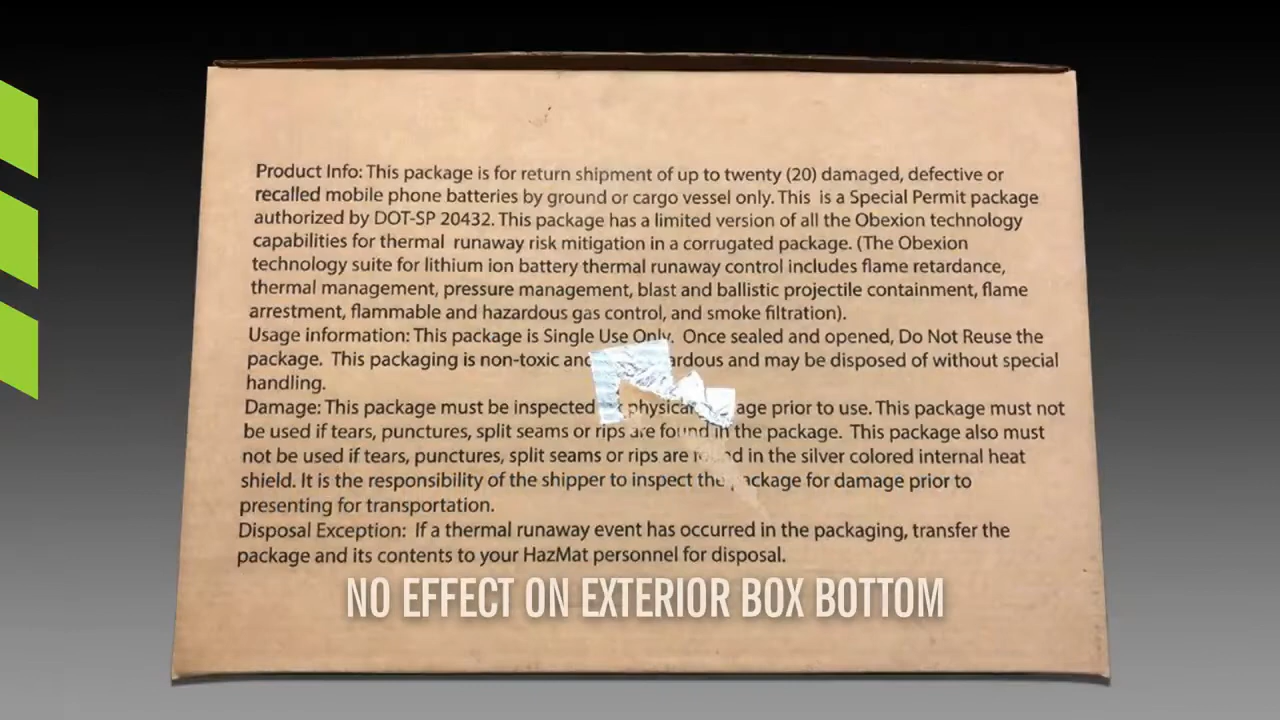 Product Info: This package is for return shipment of up to twenty (20) damaged, defective or
recalled mobile phone batteries by ground or cargo vessel only. This is a Special Permit package
authorized by DOT-SP 20432. This package has a limited version of all the Obexion technology
capabilities for thermal runaway risk mitigation in a corrugated package. (The Obexion
technology suite for lithium ion battery thermal runaway control includes flame retardance,
thermal management, pressure management, blast and ballistic projectile containment, flame
arrestment, flammable and hazardous gas control, and smoke filtration).
Usage information: This package is Single Use Only. Once sealed and opened, Do Not Reuse the
package. This packaging is non-toxic and and may be disposed of without special
handling.
Damage: This package must be inspected physical prior to use. This package must not
be used if tears, punctures, split seams or rips are found in the package. This package also must
not be used if tears, punctures, split seams or rips are found in the silver colored internal heat
shield. It is the responsibility of the shipper to inspect the package for damage prior to
presenting for transportation.
Disposal Exception: If a thermal runaway event has occurred in the packaging, transfer the
package and its contents to your HazMat personnel for disposal.
NO EFFECT ON EXTERIOR BOX BOTTOM